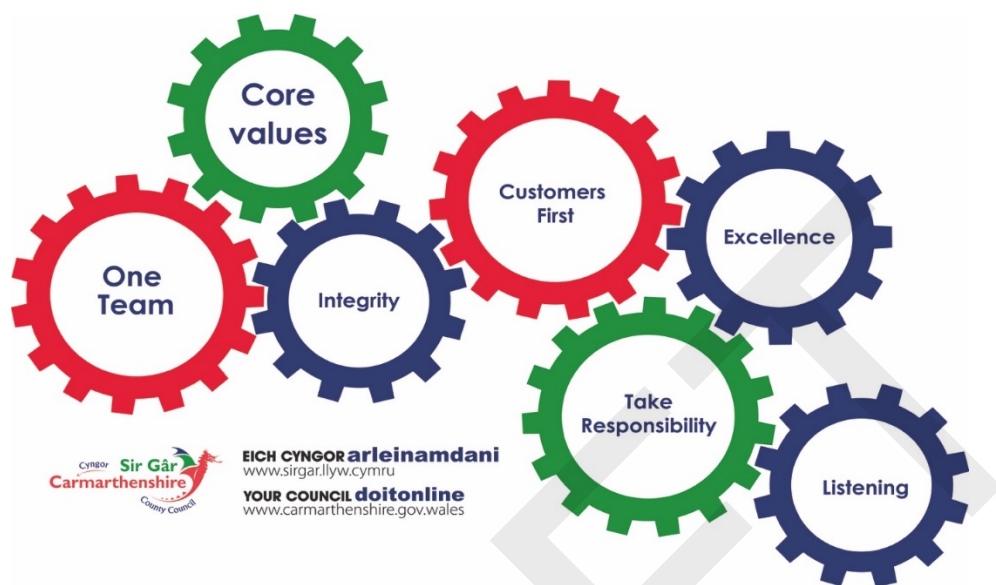 Core
values
One
Team
Integrity
Customers
First
Excellence
Take
Responsibility
Listening
Cyngor Sir Gâr
Carmarthenshire
County Council
EICH CYNGOR arleinamdani
www.sirgar.llyw.cymru
YOUR COUNCIL doitonline
www.carmarthenshire.gov.wales